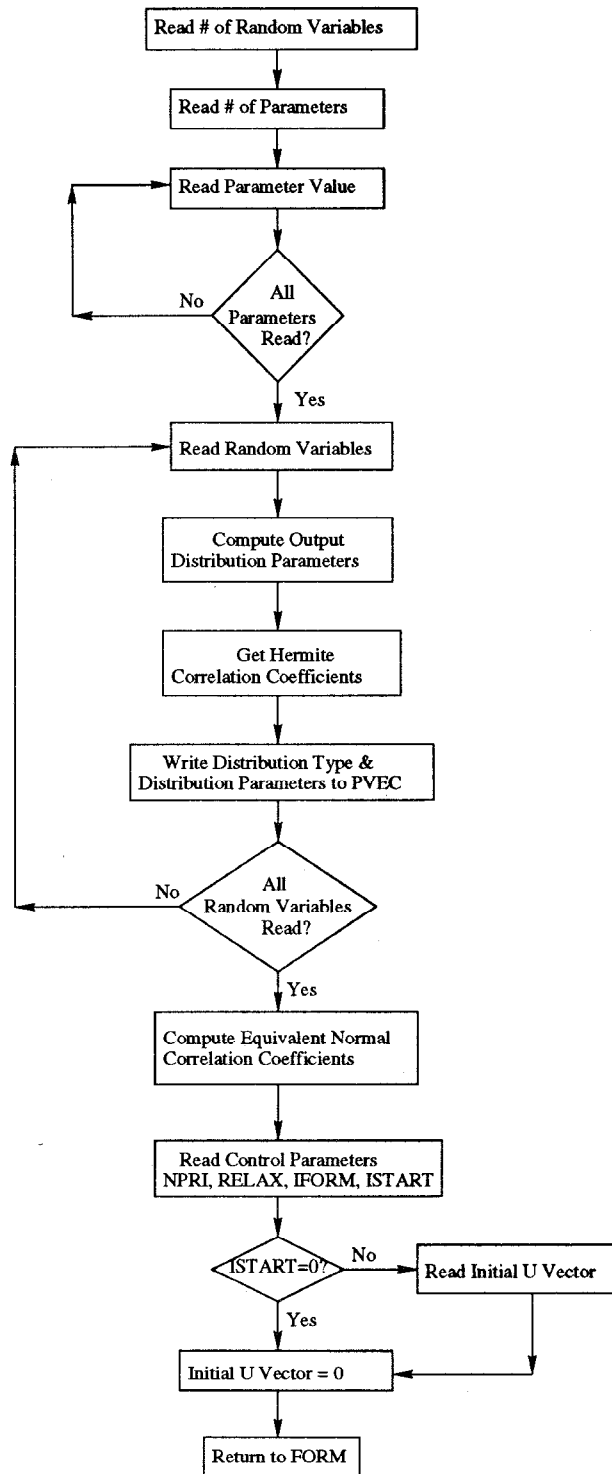 Read # of Random Variables
Read # of Parameters
Read Parameter Value
No
All
Parameters
Read?
Yes
Read Random Variables
Compute Output
Distribution Parameters
Get Hermite
Correlation Coefficients
Write Distribution Type &
Distribution Parameters to PVEC
No
All
Random Variables
Read?
Yes
Compute Equivalent Normal
Correlation Coefficients
Read Control Parameters
NPRI, RELAX, IFORM, ISTART
ISTART=0?
No
Read Initial U Vector
Yes
Initial U Vector = 0
Return to FORM